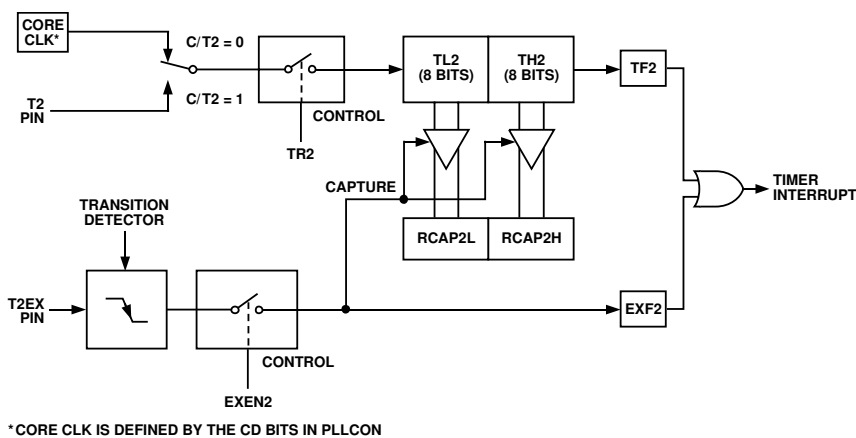 CORE
CLK*
C/T2 = 0
C/T2 = 1
T2
PIN
CONTROL
TR2
TL2
(8 BITS)
TH2
(8 BITS)
TF2
CAPTURE
RCAP2L
RCAP2H
TIMER
INTERRUPT
TRANSITION
DETECTOR
T2EX
PIN
CONTROL
EXEN2
EXF2
*CORE CLK IS DEFINED BY THE CD BITS IN PLLCON